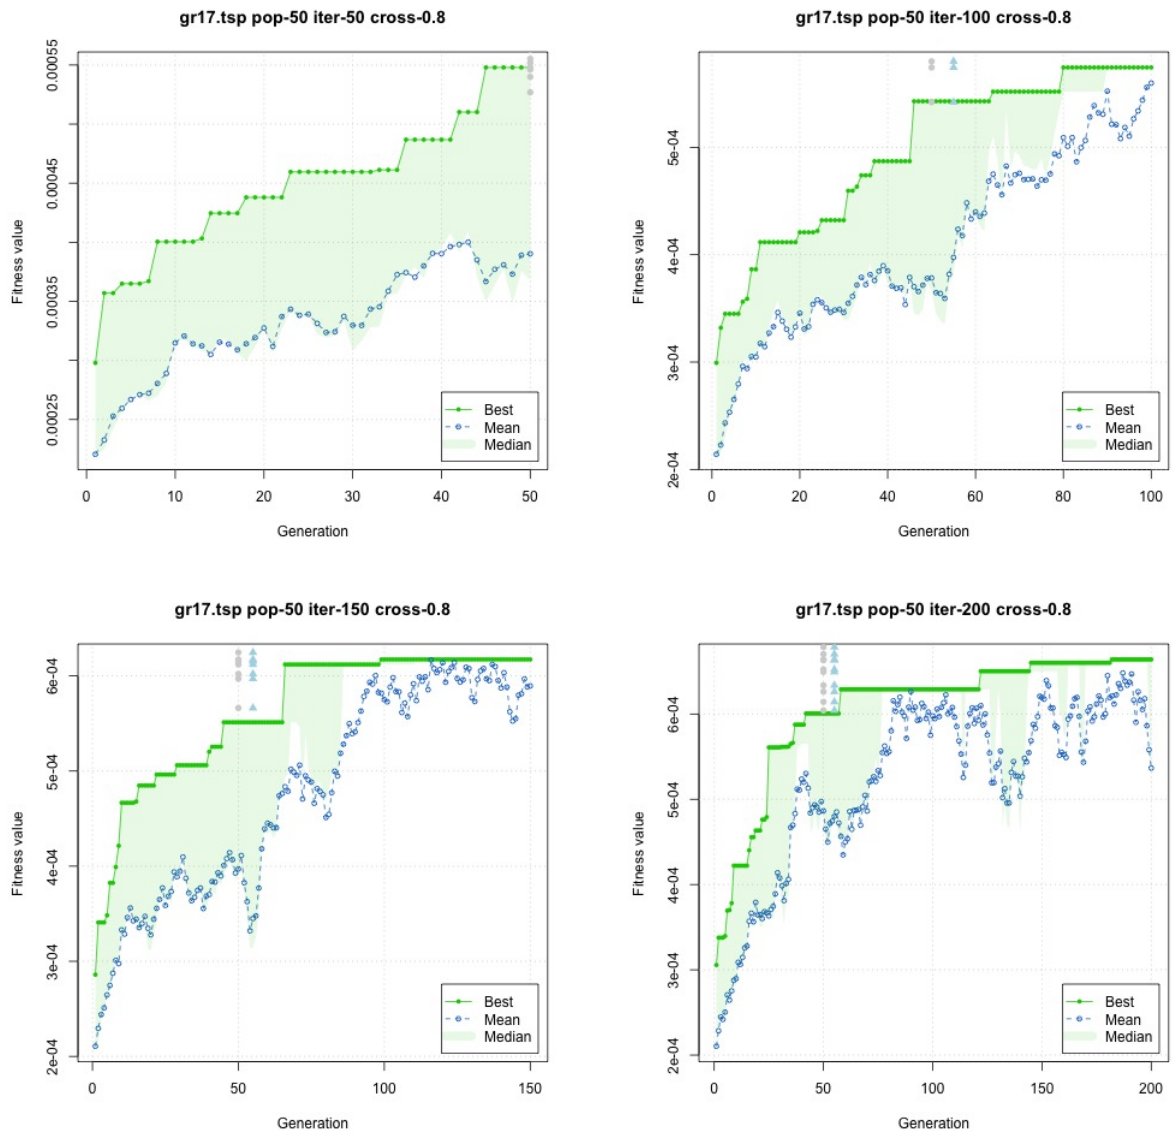 gr17.tsp pop-50 iter-50 cross-0.8
Fitness value
0.00055
0.00045
0.00035
0.00025
Best
Mean
Median
0 10 20 30 40 50
Generation
gr17.tsp pop-50 iter-100 cross-0.8
Fitness value
5e-04
4e-04
3e-04
2e-04
Best
Mean
Median
0 20 40 60 80 100
Generation
gr17.tsp pop-50 iter-150 cross-0.8
Fitness value
6e-04
5e-04
4e-04
3e-04
2e-04
Best
Mean
Median
0 50 100 150
Generation
gr17.tsp pop-50 iter-200 cross-0.8
Fitness value
6e-04
5e-04
4e-04
3e-04
2e-04
Best
Mean
Median
0 50 100 150 200
Generation